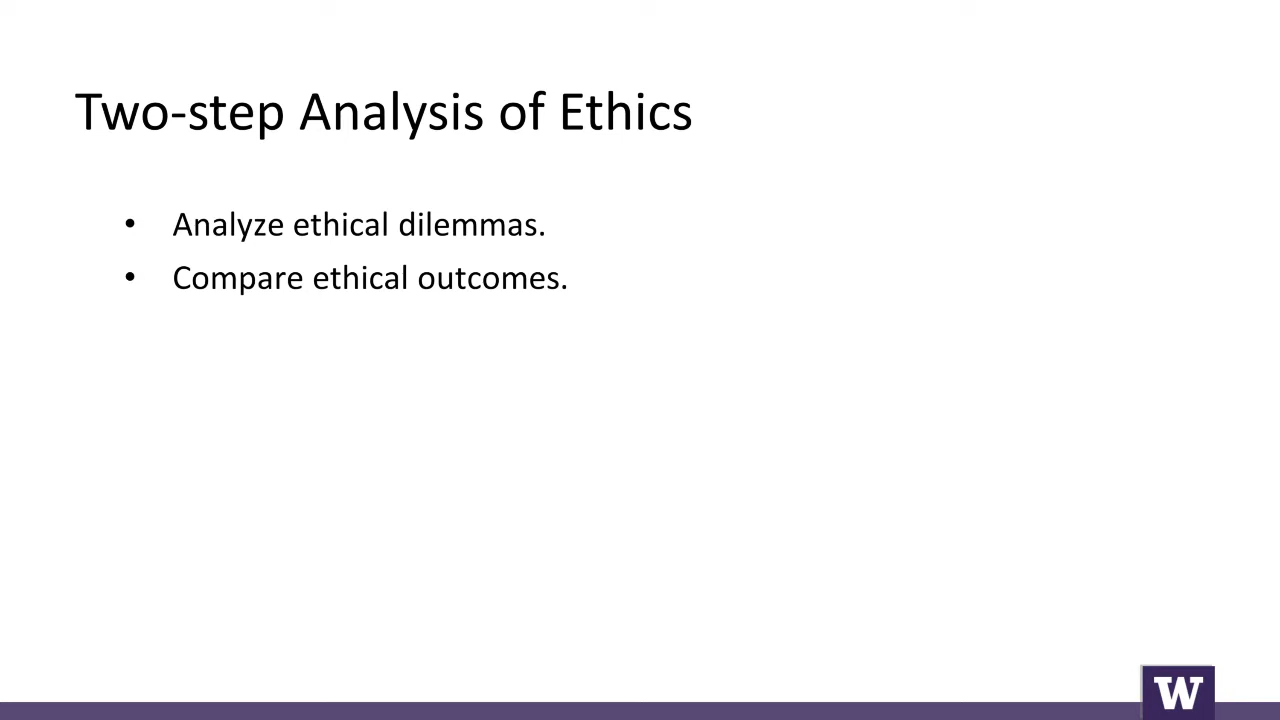 Two-step Analysis of Ethics
• Analyze ethical dilemmas.
• Compare ethical outcomes.
W